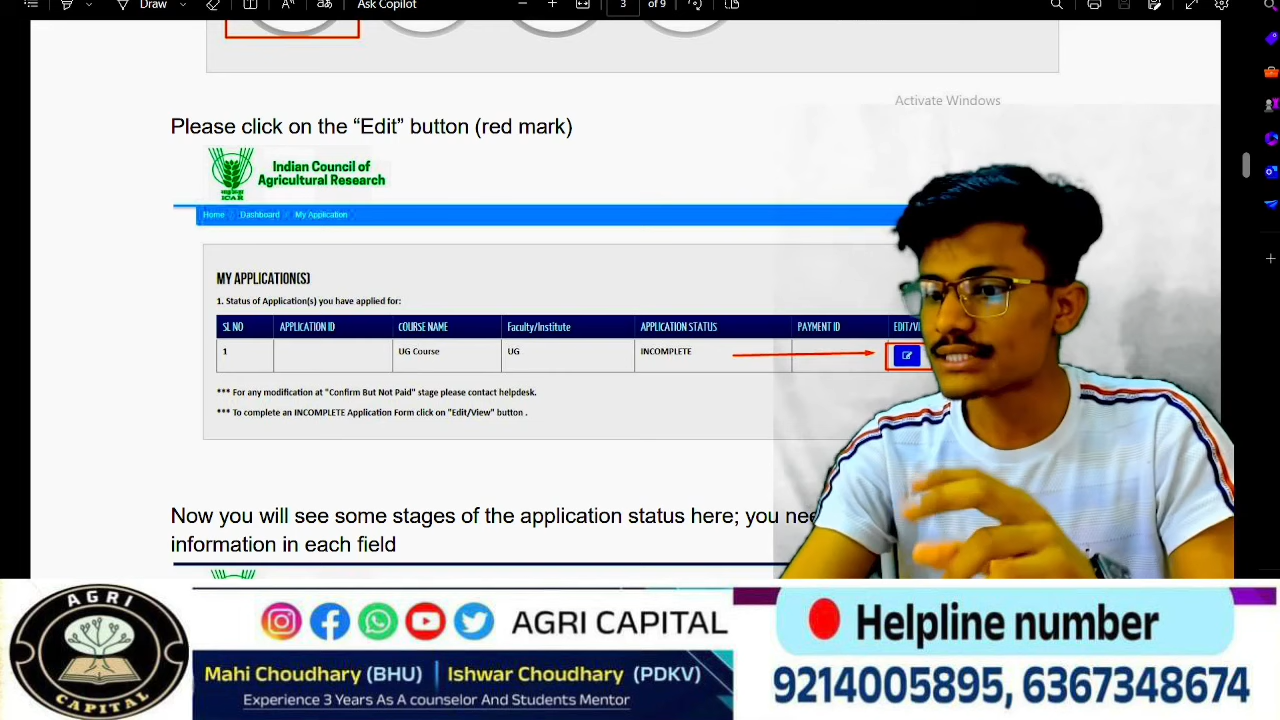 Draw
Ask Copilot
3 of 9
Activate Windows
Please click on the “Edit” button (red mark)
Indian Council of
Agricultural Research
ICAR
Home Dashboard My Application
MY APPLICATION(S)
1. Status of Application(s) you have applied for:
SL NO APPLICATION ID COURSE NAME Faculty/Institute APPLICATION STATUS PAYMENT ID EDIT/VI
1 UG Course UG INCOMPLETE
*** For any modification at "Confirm But Not Paid" stage please contact helpdesk.
*** To complete an INCOMPLETE Application Form click on "Edit/View" button .
Now you will see some stages of the application status here; you nee
information in each field
AGRI
CAPITAL
AGRI CAPITAL
Mahi Choudhary (BHU) | Ishwar Choudhary (PDKV)
Experience 3 Years As A counselor And Students Mentor
Helpline number
9214005895, 6367348674